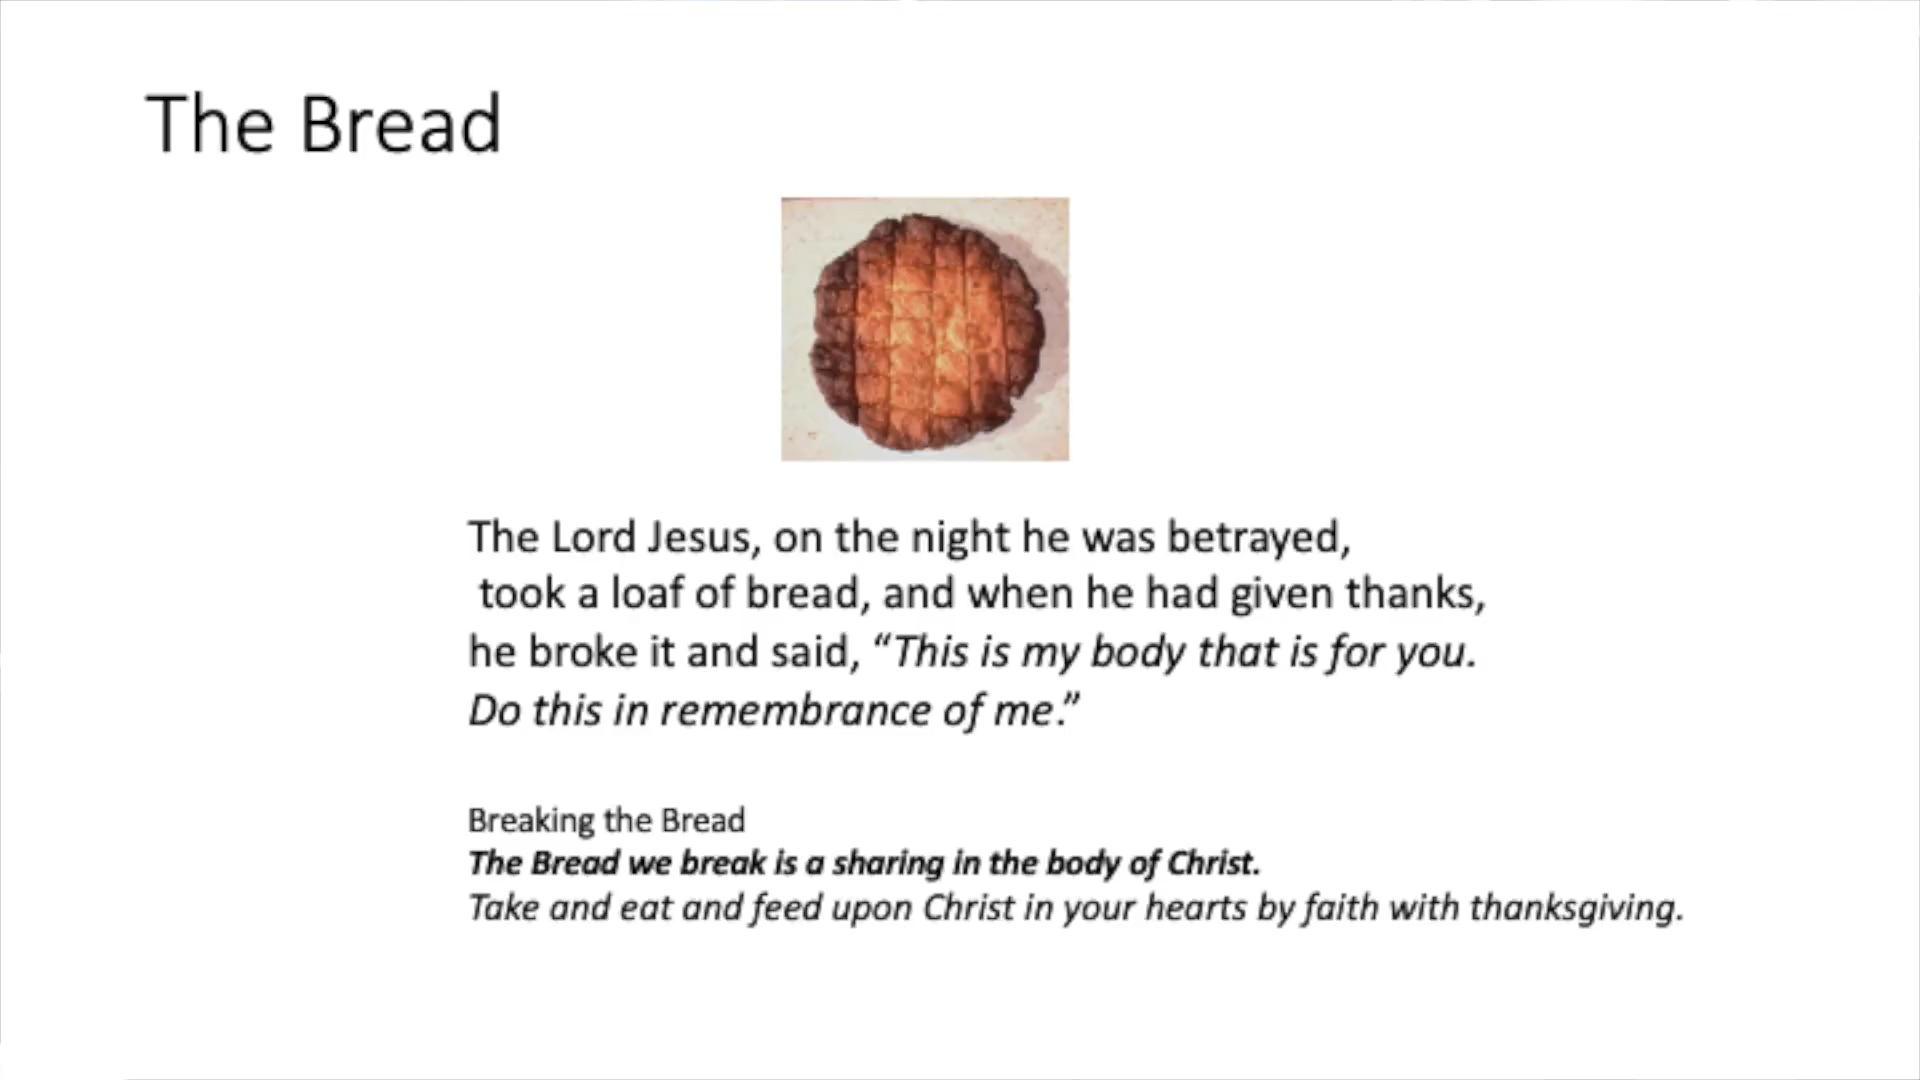 The Bread
The Lord Jesus, on the night he was betrayed,
took a loaf of bread, and when he had given thanks,
he broke it and said, “This is my body that is for you.
Do this in remembrance of me.”
Breaking the Bread
The Bread we break is a sharing in the body of Christ.
Take and eat and feed upon Christ in your hearts by faith with thanksgiving.